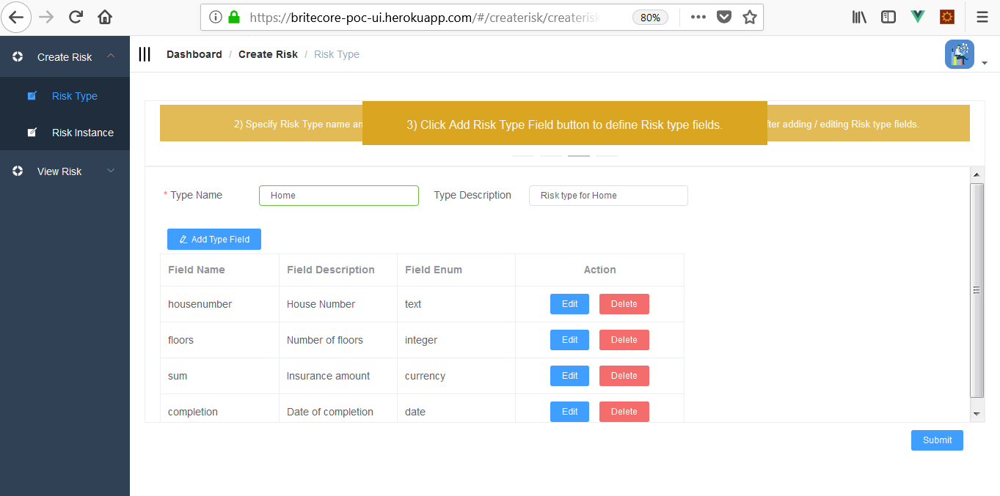 https://britecore-poc-ui.herokuapp.com/#/createrisk/createrisk
80%
Create Risk
Dashboard / Create Risk / Risk Type
Risk Type
Risk Instance
View Risk
2) Specify Risk Type name an
3) Click Add Risk Type Field button to define Risk type fields.
fter adding / editing Risk type fields.
* Type Name
Home
Type Description
Risk type for Home
Add Type Field
Field Name Field Description Field Enum Action
housenumber House Number text Edit Delete
floors Number of floors integer Edit Delete
sum Insurance amount currency Edit Delete
completion Date of completion date Edit Delete
Submit